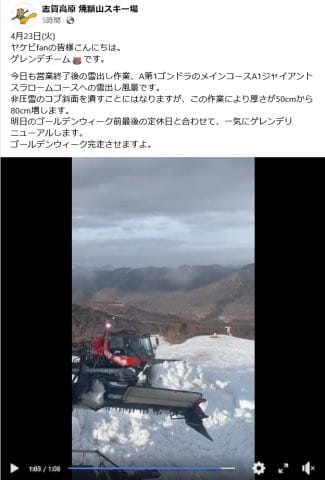 志賀高原 焼額山スキー場
5時間
4月23日(火)
ヤケビfanの皆様こんにちは。
ゲレンデチーム です。
今日も営業終了後の雪出し作業、A第1ゴンドラのメインコースA1ジャイアント
スラロームコースへの雪出し風景です。
非圧雪のコブ斜面を潰すことにはなりますが、この作業により厚さが50cmから
80cm増します。
明日のゴールデンウィーク前最後の定休日と合わせて、一気にゲレンデリ
ニューアルします。
ゴールデンウィーク完走させますよ。
1:03 / 1:08